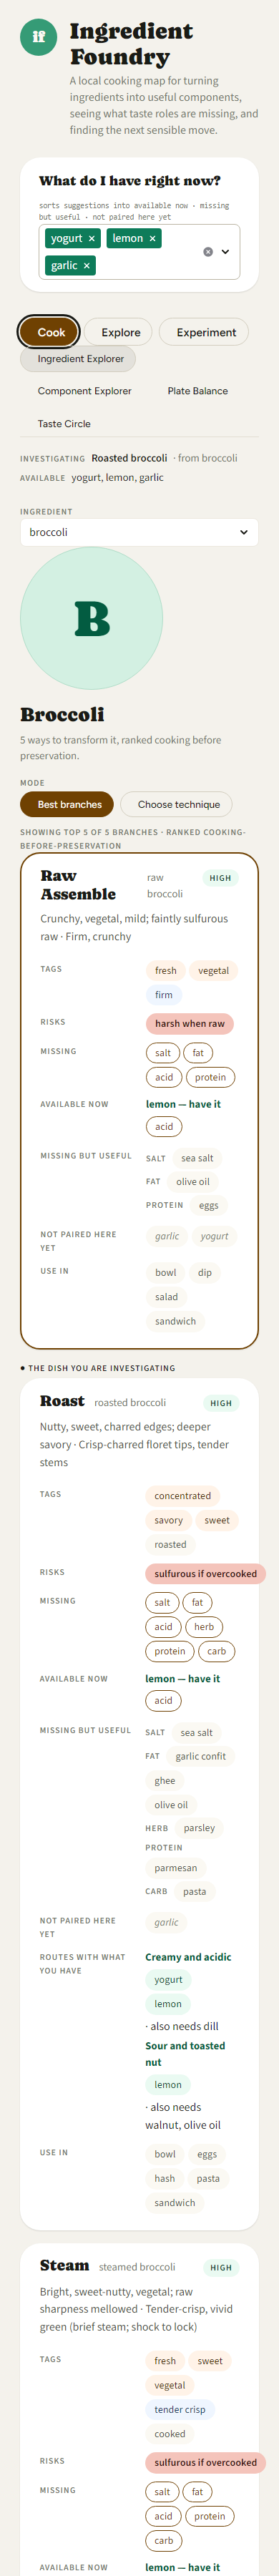 if
Ingredient
Foundry
A local cooking map for turning
ingredients into useful components,
seeing what taste roles are missing, and
finding the next sensible move.
What do I have right now?
sorts suggestions into available now · missing
but useful · not paired here yet
yogurt × lemon ×
garlic ×
Cook Explore Experiment
Ingredient Explorer
Component Explorer Plate Balance
Taste Circle
INVESTIGATING Roasted broccoli · from broccoli
AVAILABLE yogurt, lemon, garlic
INGREDIENT
broccoli
B
Broccoli
5 ways to transform it, ranked cooking before
preservation.
MODE
Best branches Choose technique
SHOWING TOP 5 OF 5 BRANCHES · RANKED COOKING-
BEFORE-PRESERVATION
Raw
Assemble
raw
broccoli
HIGH
Crunchy, vegetal, mild; faintly sulfurous
raw · Firm, crunchy
TAGS fresh vegetal
firm
RISKS harsh when raw
MISSING salt fat
acid protein
AVAILABLE NOW lemon — have it
acid
MISSING BUT USEFUL SALT sea salt
FAT olive oil
PROTEIN eggs
NOT PAIRED HERE
YET
garlic yogurt
USE IN bowl dip
salad
sandwich
● THE DISH YOU ARE INVESTIGATING
Roast roasted broccoli HIGH
Nutty, sweet, charred edges; deeper
savory · Crisp-charred floret tips, tender
stems
TAGS concentrated
savory sweet
roasted
RISKS sulfurous if overcooked
MISSING salt fat
acid herb
protein carb
AVAILABLE NOW lemon — have it
acid
MISSING BUT USEFUL SALT sea salt
FAT garlic confit
ghee
olive oil
HERB parsley
PROTEIN
parmesan
CARB pasta
NOT PAIRED HERE
YET
garlic
ROUTES WITH WHAT
YOU HAVE
Creamy and acidic
yogurt
lemon
· also needs dill
Sour and toasted
nut
lemon
· also needs
walnut, olive oil
USE IN bowl eggs
hash pasta
sandwich
Steam steamed broccoli HIGH
Bright, sweet-nutty, vegetal; raw
sharpness mellowed · Tender-crisp, vivid
green (brief steam; shock to lock)
TAGS fresh sweet
vegetal
tender crisp
cooked
RISKS sulfurous if overcooked
MISSING salt fat
acid protein
carb
AVAILABLE NOW lemon — have it